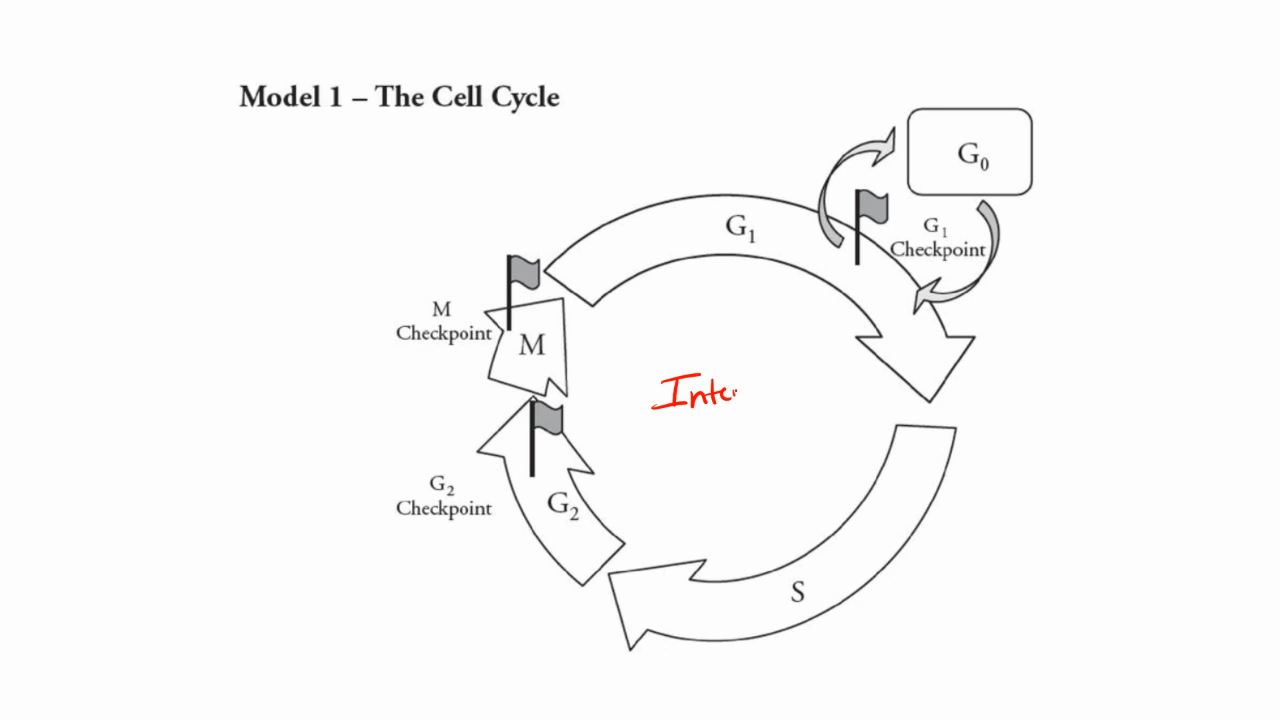 Model 1 – The Cell Cycle
G₀
G₁
G₁
Checkpoint
M
Checkpoint
M
Inte
G₂
Checkpoint
G₂
S